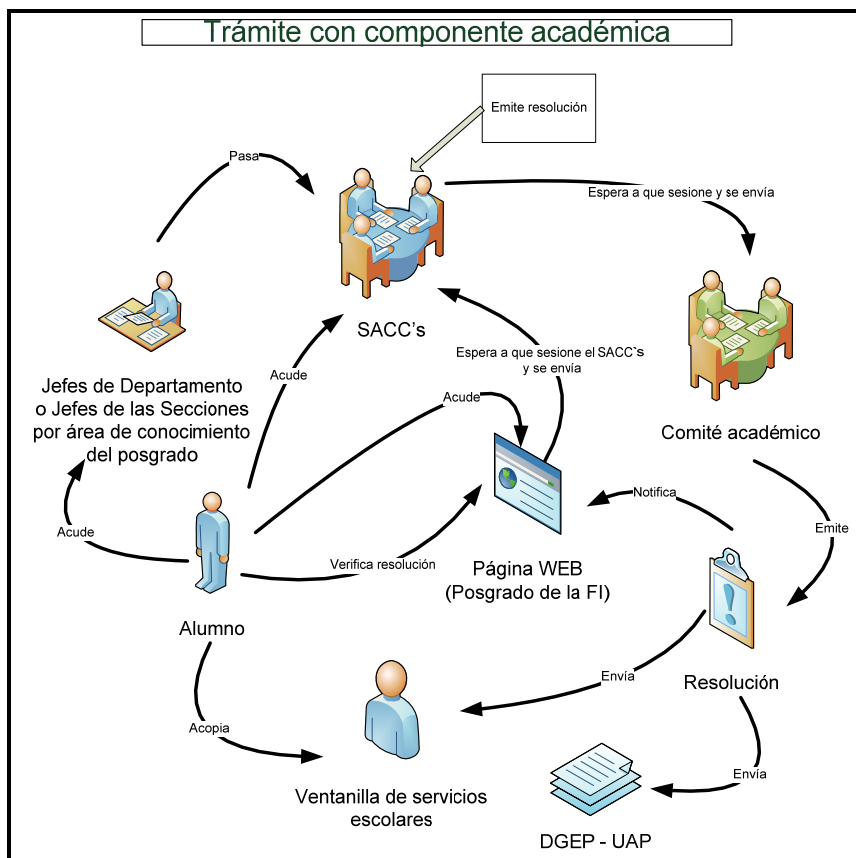 Trámite con componente académica
Emite resolución
Pasa
Espera a que sesione y se envía
SACC's
Espera a que sesione el SACC`s
y se envía
Jefes de Departamento
o Jefes de las Secciones
por área de conocimiento
del posgrado
Acude
Acude
Comité académico
Acude
Notifica
Emite
Verifica resolución
Página WEB
(Posgrado de la FI)
Alumno
Envía
Resolución
Acopia
Envía
Ventanilla de servicios
escolares
DGEP - UAP